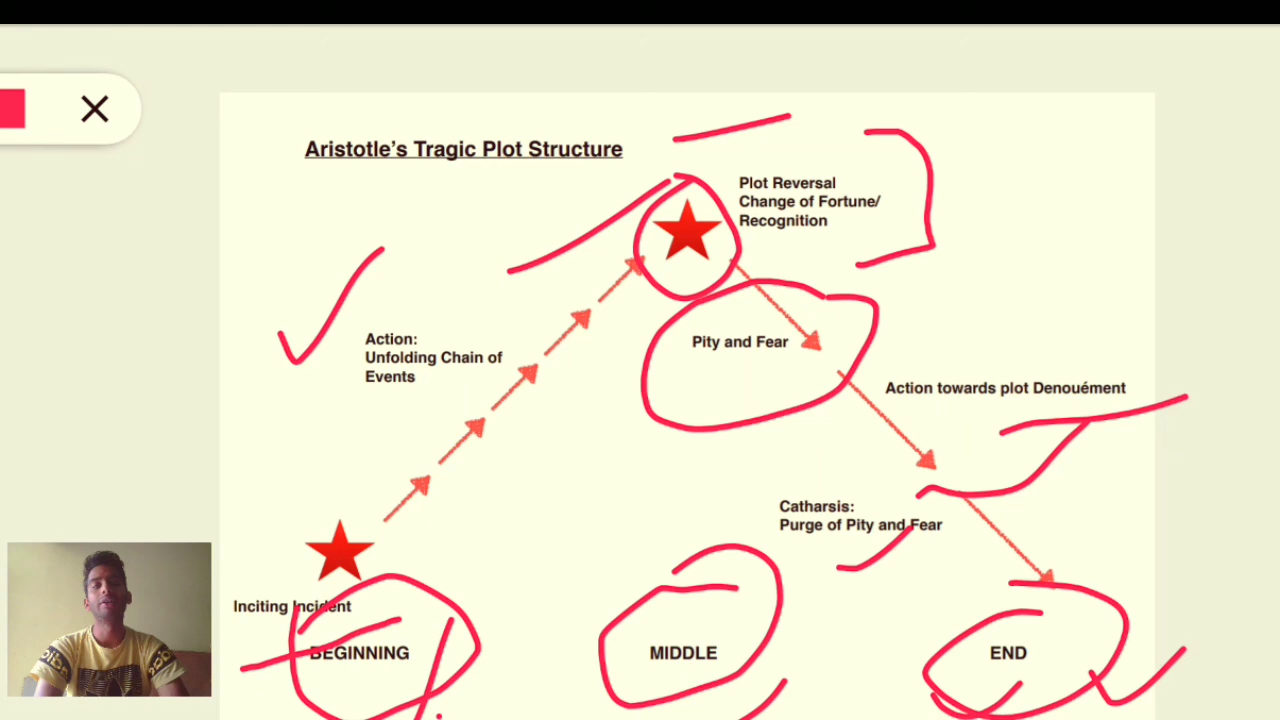 Aristotle's Tragic Plot Structure
Plot Reversal
Change of Fortune/
Recognition
Action:
Unfolding Chain of
Events
Pity and Fear
Action towards plot Denouément
Catharsis:
Purge of Pity and Fear
Inciting Incident
BEGINNING
MIDDLE
END